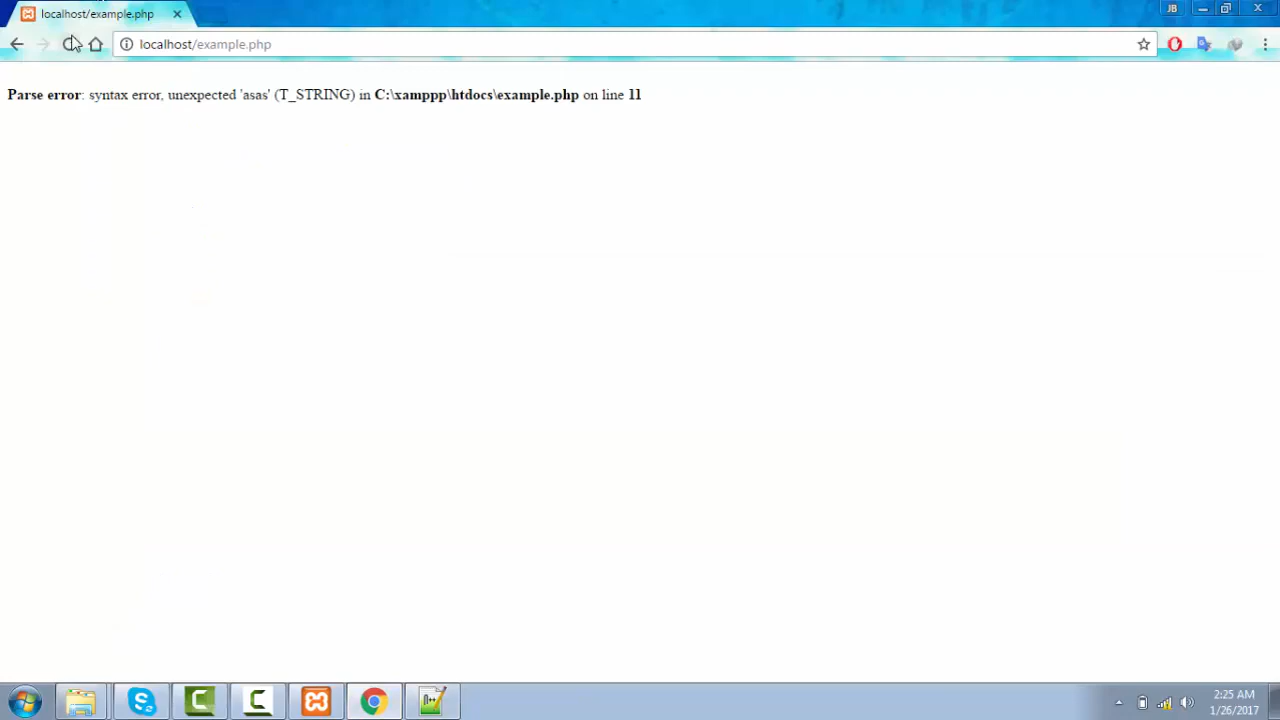 localhost/example.php
JB
localhost/example.php
Parse error: syntax error, unexpected 'asas' (T_STRING) in C:\xamppp\htdocs\example.php on line 11
2:25 AM
1/26/2017